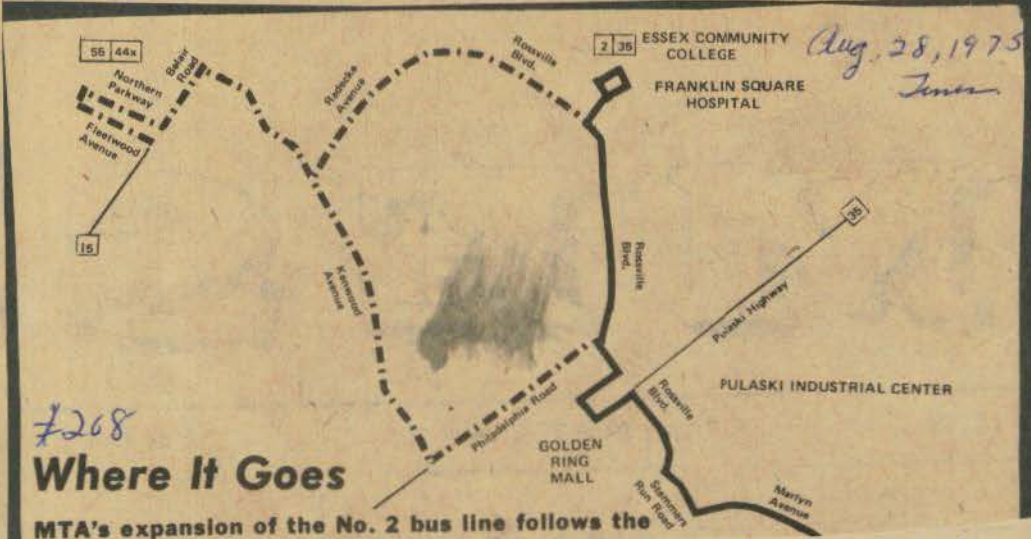 55 44x
Northern
Parkway
Belair
Road
Fleetwood
Avenue
15
Radecke
Avenue
Rossville
Blvd.
2 35 ESSEX COMMUNITY
COLLEGE
FRANKLIN SQUARE
HOSPITAL
Aug. 28, 1975
Times
Kenwood
Avenue
Rossville
Blvd.
35
Pulaski Highway
Philadelphia Road
PULASKI INDUSTRIAL CENTER
Rossville
Blvd.
GOLDEN
RING
MALL
Stemmers
Run Road
Martyn
Avenue
#268
Where It Goes
MTA's expansion of the No. 2 bus line follows the